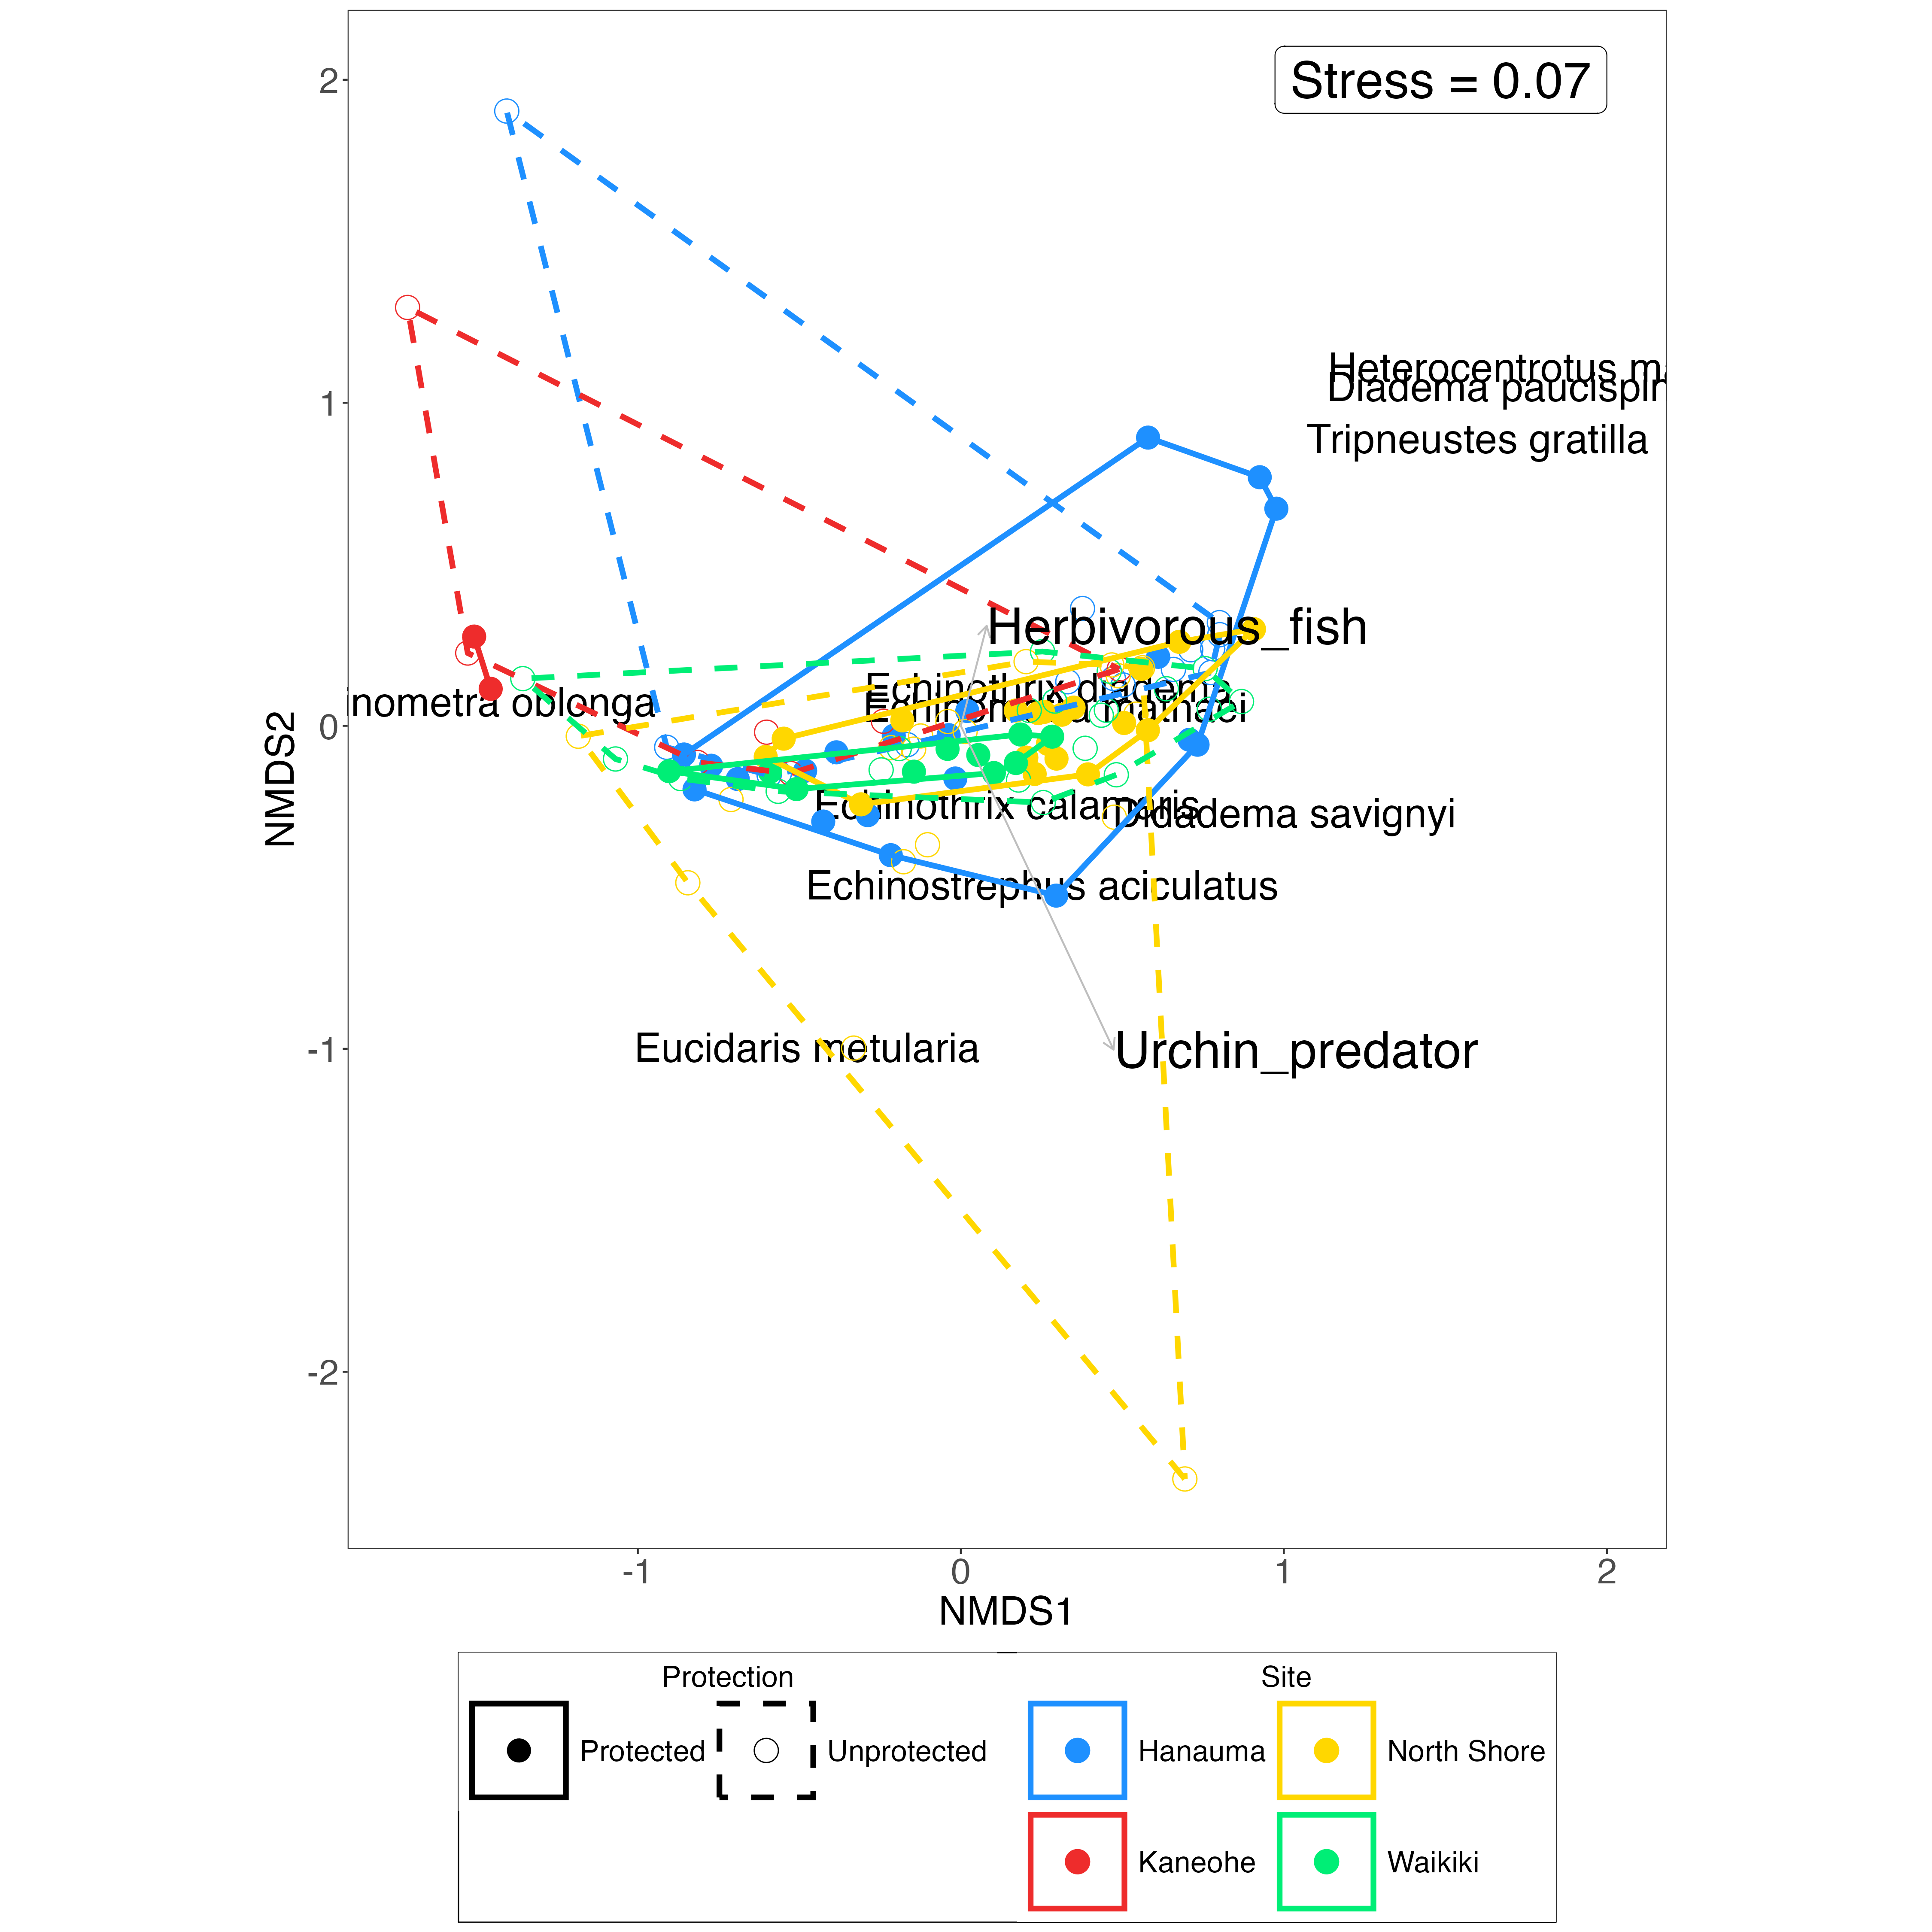 2
Stress = 0.07
Heterocentrotus ma
1
Diadema paucispin
Tripneustes gratilla
Herbivorous_fish
Echinothrix diadema
inometra oblonga
Echinometra mathaei
0
NMDS2
Echinothrix calamaris
Diadema savignyi
Echinostrephus aciculatus
-1
Eucidaris metularia
Urchin_predator
-2
-1 0 1 2
NMDS1
Protection
Protected Unprotected
Site
Hanauma North Shore
Kaneohe Waikiki